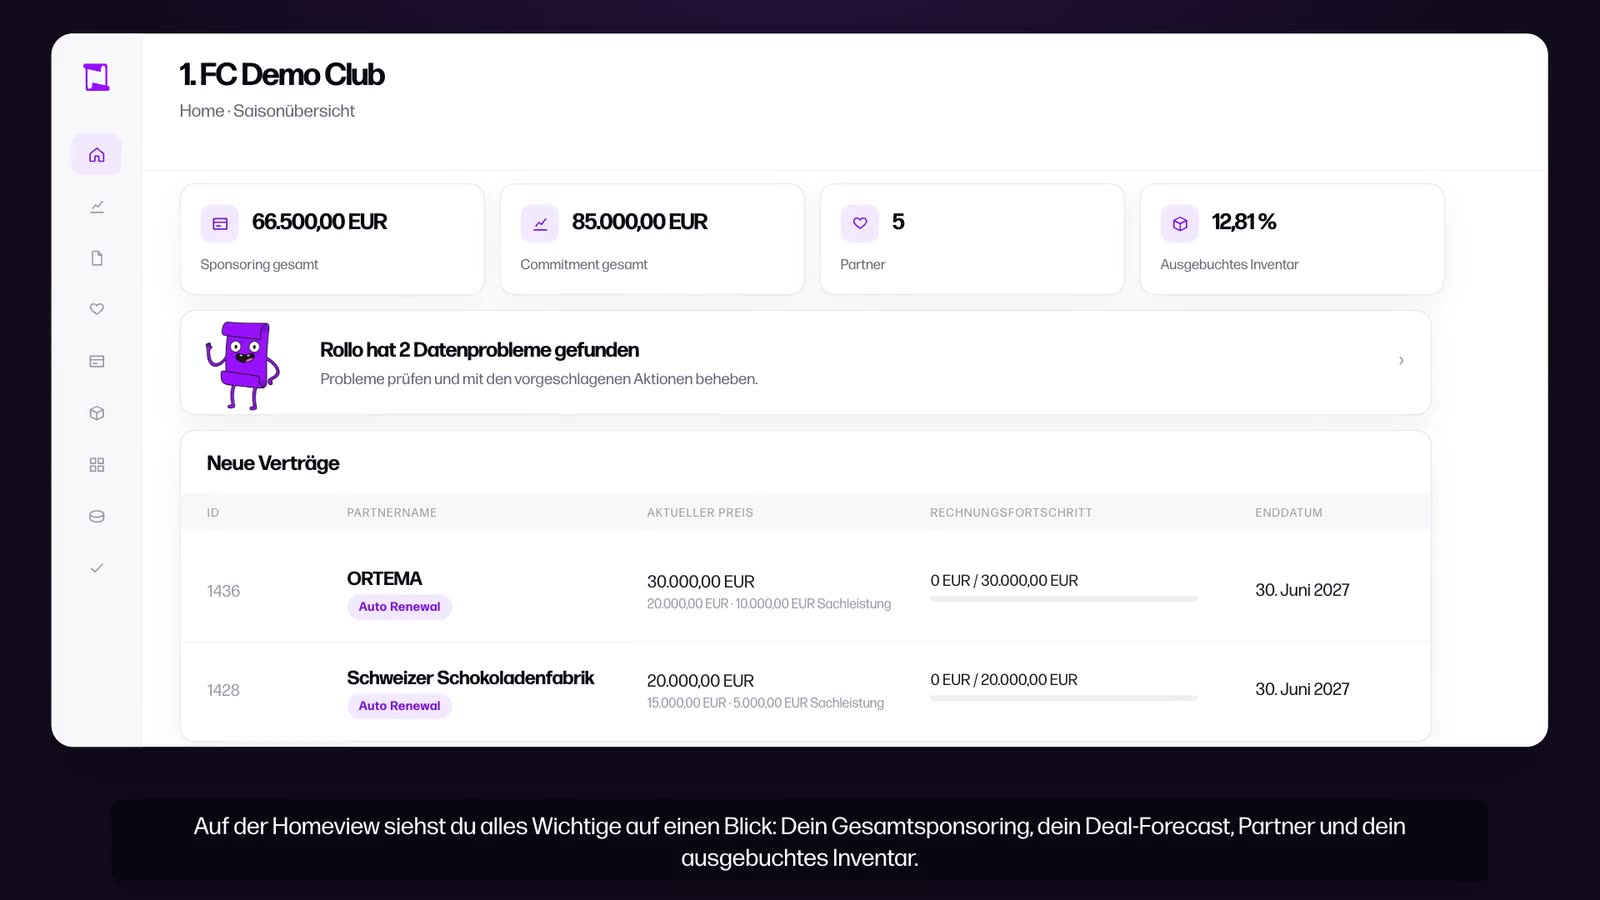 1. FC Demo Club
Home · Saisonübersicht
66.500,00 EUR
Sponsoring gesamt
85.000,00 EUR
Commitment gesamt
5
Partner
12,81 %
Ausgebuchtes Inventar
Rollo hat 2 Datenprobleme gefunden
Probleme prüfen und mit den vorgeschlagenen Aktionen beheben.
Neue Verträge
ID PARTNERNAME AKTUELLER PREIS RECHNUNGSFORTSCHRITT ENDDATUM
1436 ORTEMA 30.000,00 EUR 0 EUR / 30.000,00 EUR 30. Juni 2027
Auto Renewal 20.000,00 EUR · 10.000,00 EUR Sachleistung
1428 Schweizer Schokoladenfabrik 20.000,00 EUR 0 EUR / 20.000,00 EUR 30. Juni 2027
Auto Renewal 15.000,00 EUR · 5.000,00 EUR Sachleistung
Auf der Homeview siehst du alles Wichtige auf einen Blick: Dein Gesamtsponsoring, dein Deal-Forecast, Partner und dein
ausgebuchtes Inventar.